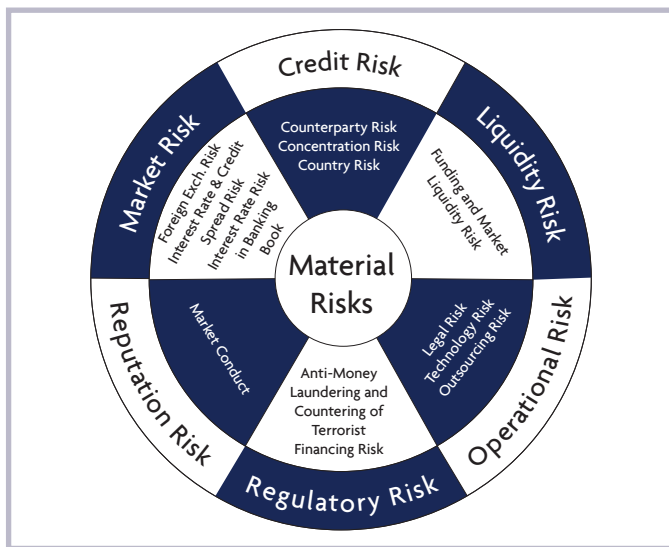 Credit Risk
Counterparty Risk
Concentration Risk
Country Risk
Liquidity Risk
Funding and Market
Liquidity Risk
Operational Risk
Legal Risk
Technology Risk
Outsourcing Risk
Regulatory Risk
Anti-Money
Laundering and
Countering of
Terrorist
Financing Risk
Reputation Risk
Market Conduct
Market Risk
Foreign Exch. Risk
Interest Rate & Credit
Spread Risk
Interest Rate Risk
in Banking
Book
Material
Risks